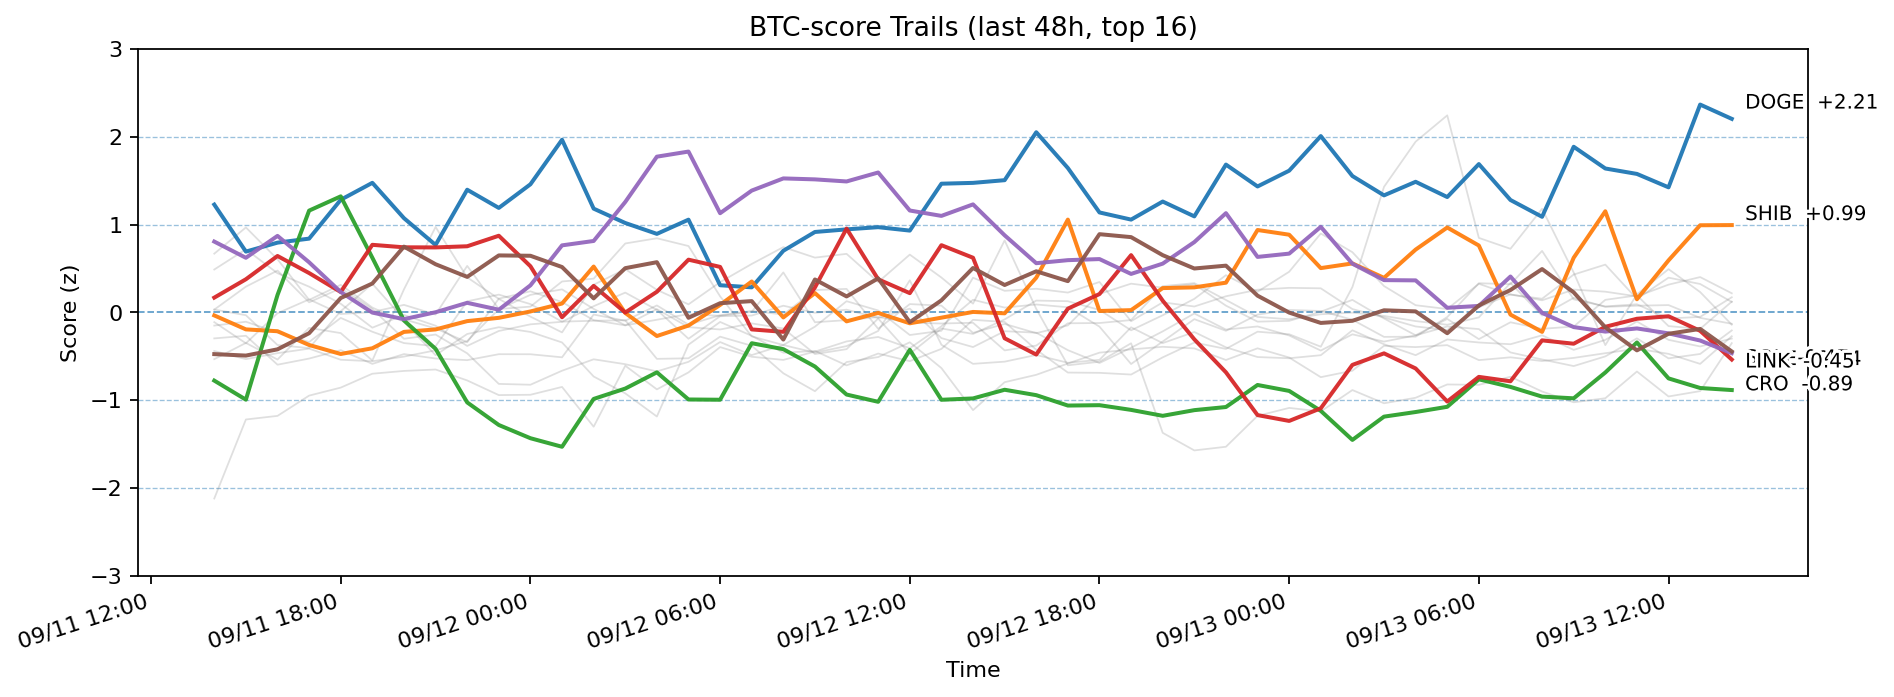 BTC-score Trails (last 48h, top 16)
Score (z)
3
2
1
0
−1
−2
−3
DOGE +2.21
SHIB +0.99
LINK -0.45
CRO -0.89
09/11 12:00
09/11 18:00
09/12 00:00
09/12 06:00
09/12 12:00
09/12 18:00
09/13 00:00
09/13 06:00
09/13 12:00
Time